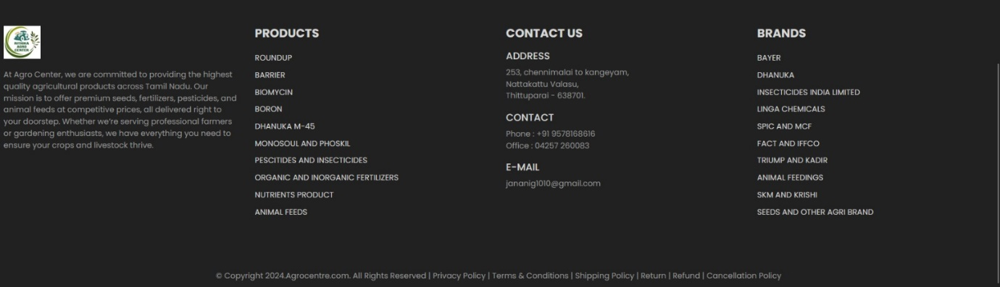 RITHIKA
AGRO
CENTER
At Agro Center, we are committed to providing the highest
quality agricultural products across Tamil Nadu. Our
mission is to offer premium seeds, fertilizers, pesticides, and
animal feeds at competitive prices, all delivered right to
your doorstep. Whether we're serving professional farmers
or gardening enthusiasts, we have everything you need to
ensure your crops and livestock thrive.
PRODUCTS
ROUNDUP
BARRIER
BIOMYCIN
BORON
DHANUKA M-45
MONOSOUL AND PHOSKIL
PESCITIDES AND INSECTICIDES
ORGANIC AND INORGANIC FERTILIZERS
NUTRIENTS PRODUCT
ANIMAL FEEDS
CONTACT US
ADDRESS
253, chennimalai to kangeyam,
Nattakattu Valasu,
Thittuparai - 638701.
CONTACT
Phone : +91 9578168616
Office : 04257 260083
E-MAIL
jananig1010@gmail.com
BRANDS
BAYER
DHANUKA
INSECTICIDES INDIA LIMITED
LINGA CHEMICALS
SPIC AND MCF
FACT AND IFFCO
TRIUMP AND KADIR
ANIMAL FEEDINGS
SKM AND KRISHI
SEEDS AND OTHER AGRI BRAND
© Copyright 2024.Agrocentre.com. All Rights Reserved | Privacy Policy | Terms & Conditions | Shipping Policy | Return | Refund | Cancellation Policy